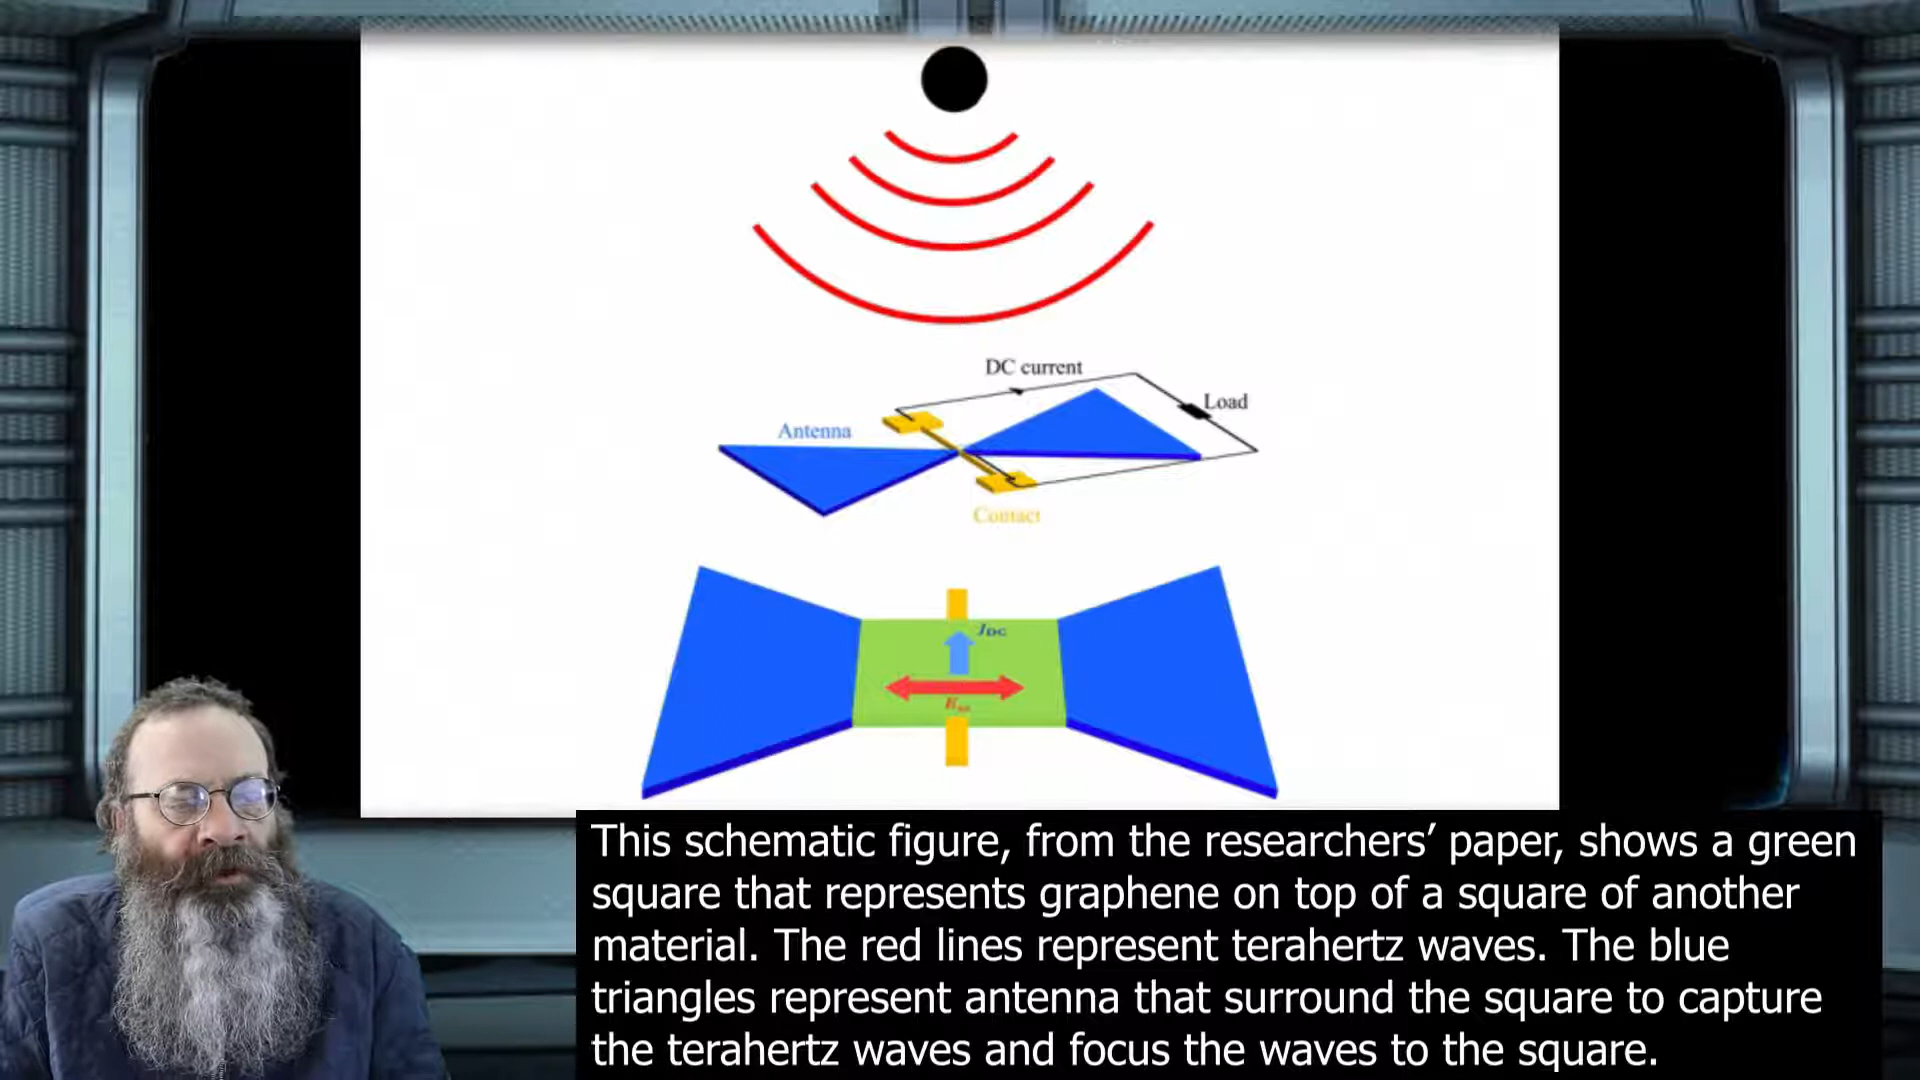 DC current
Load
Antenna
Contact
JDC
This schematic figure, from the researchers’ paper, shows a green
square that represents graphene on top of a square of another
material. The red lines represent terahertz waves. The blue
triangles represent antenna that surround the square to capture
the terahertz waves and focus the waves to the square.